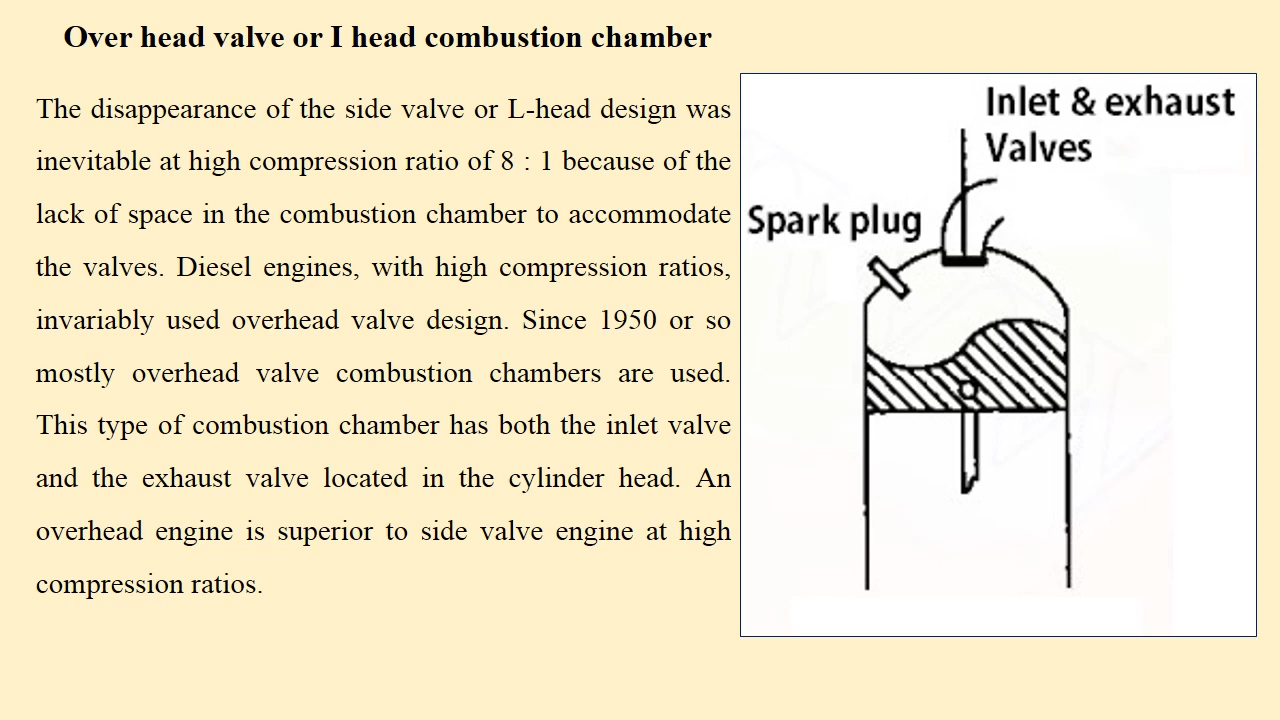 Over head valve or I head combustion chamber
The disappearance of the side valve or L-head design was
inevitable at high compression ratio of 8 : 1 because of the
lack of space in the combustion chamber to accommodate
the valves. Diesel engines, with high compression ratios,
invariably used overhead valve design. Since 1950 or so
mostly overhead valve combustion chambers are used.
This type of combustion chamber has both the inlet valve
and the exhaust valve located in the cylinder head. An
overhead engine is superior to side valve engine at high
compression ratios.
Inlet & exhaust
Valves
Spark plug